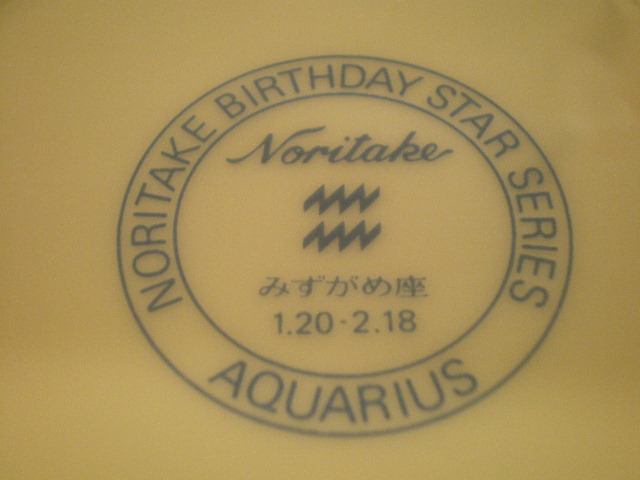 NORITAKE BIRTHDAY STAR SERIES
Noritake
みずがめ座
1.20-2.18
AQUARIUS